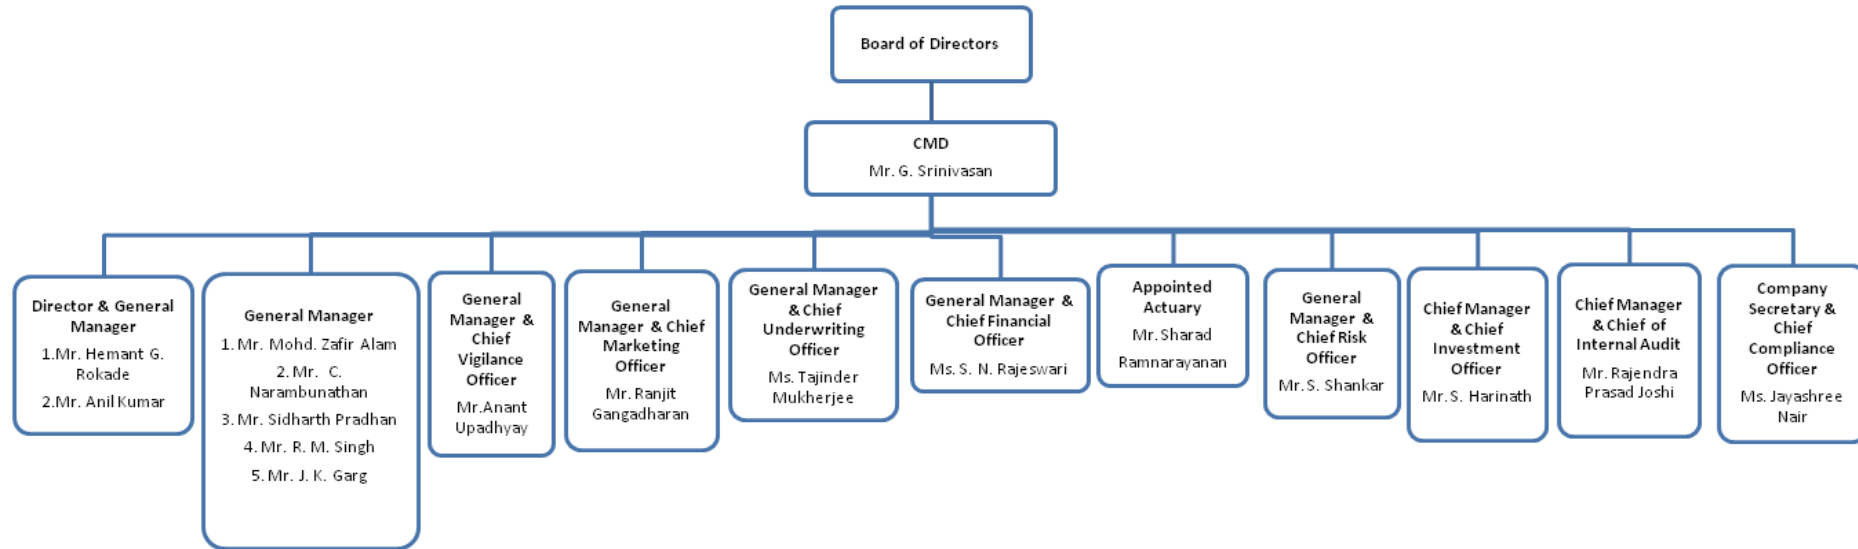 Board of Directors
CMD
Mr. G. Srinivasan
Director & General
Manager
1.Mr. Hemant G.
Rokade
2.Mr. Anil Kumar
General Manager
1. Mr. Mohd. Zafir Alam
2. Mr. C.
Narambunathan
3. Mr. Sidharth Pradhan
4. Mr. R. M. Singh
5. Mr. J. K. Garg
General
Manager &
Chief
Vigilance
Officer
Mr.Anant
Upadhyay
General
Manager & Chief
Marketing
Officer
Mr. Ranjit
Gangadharan
General Manager
& Chief
Underwriting
Officer
Ms. Tajinder
Mukherjee
General Manager &
Chief Financial
Officer
Ms. S. N. Rajeswari
Appointed
Actuary
Mr. Sharad
Ramnarayanan
General
Manager &
Chief Risk
Officer
Mr. S. Shankar
Chief Manager
& Chief
Investment
Officer
Mr. S. Harinath
Chief Manager
& Chief of
Internal Audit
Mr. Rajendra
Prasad Joshi
Company
Secretary &
Chief
Compliance
Officer
Ms. Jayashree
Nair